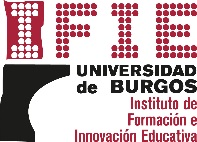 IFIE
UNIVERSIDAD
de BURGOS
Instituto de
Formación e
Innovación Educativa